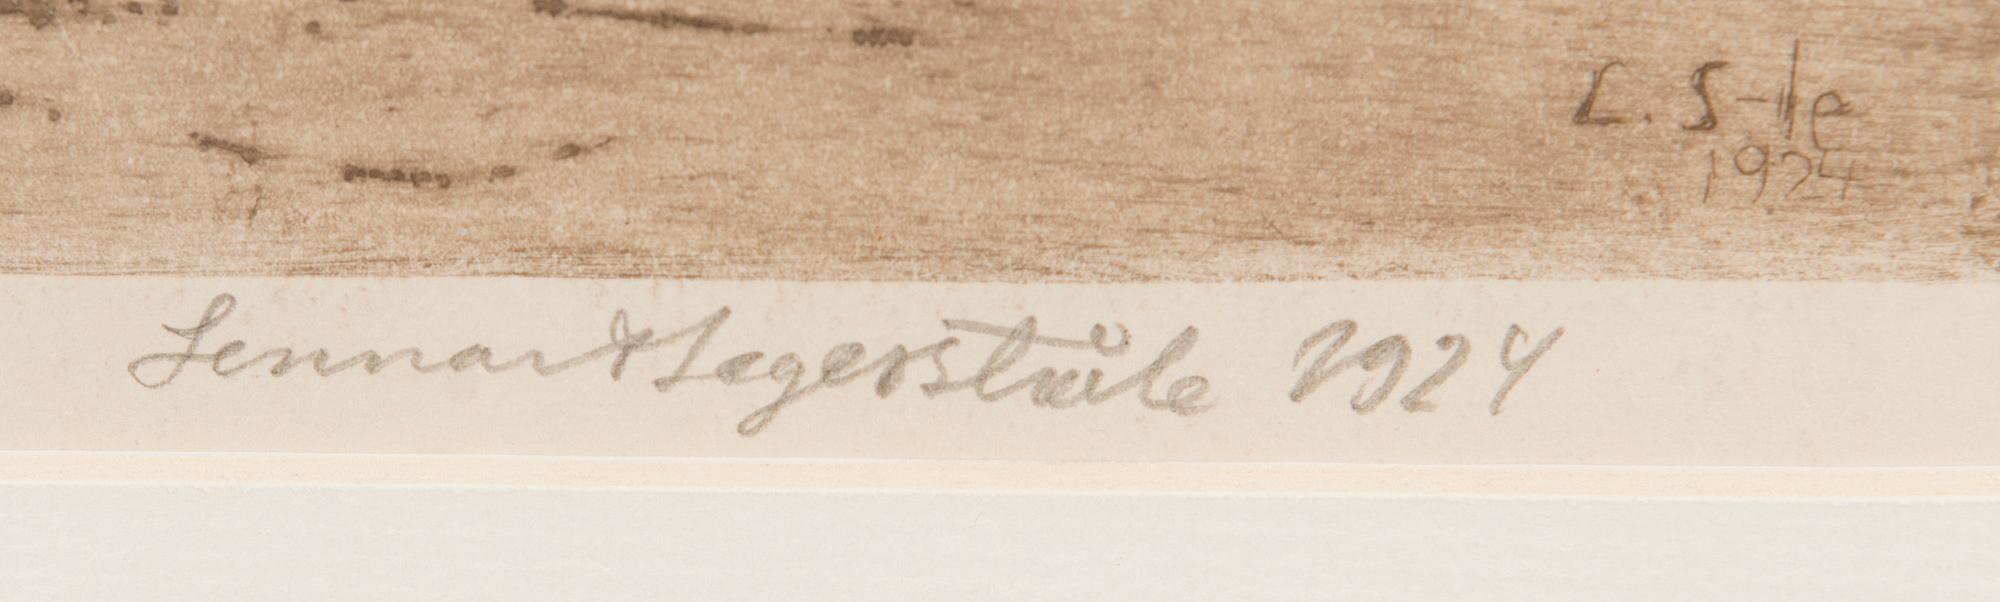 L. S-le
1924
Lennart Segerstråle 1924